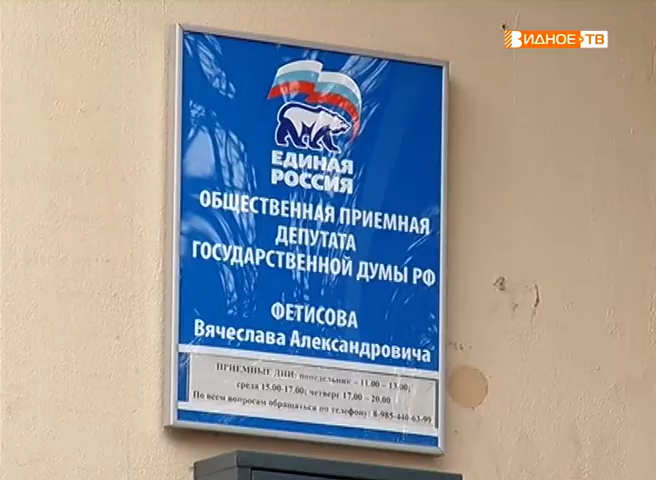 ВИДНОЕ-ТВ
ЕДИНАЯ
РОССИЯ
ОБЩЕСТВЕННАЯ ПРИЕМНАЯ
ДЕПУТАТА
ГОСУДАРСТВЕННОЙ ДУМЫ РФ
ФЕТИСОВА
Вячеслава Александровича
ПРИЕМНЫЕ ДНИ: понедельник – 11.00 – 13.00;
среда 15.00-17.00; четверг 17.00 – 20.00
По всем вопросам обращаться по телефону: 8-985-440-63-99